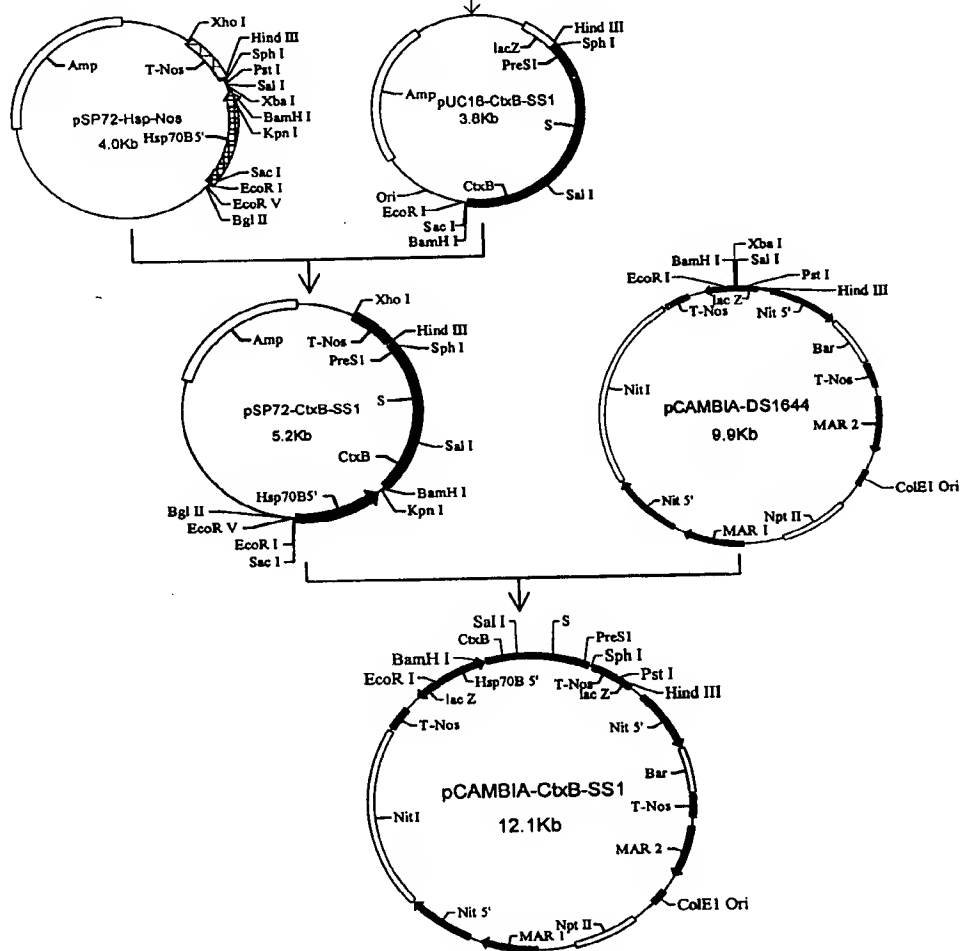 Xho I
Hind III
Sph I
T-Nos
Pst I
Sal I
Xba I
BamH I
Kpn I
Amp
pSP72-Hsp-Nos
4.0Kb
Hsp70B5'
Sac I
EcoR I
EcoR V
Bgl II
Hind III
Sph I
lacZ
PreS1
Amp
pUC18-CtxB-SS1
3.8Kb
S
CtxB
Sal I
Ori
EcoR I
Sac I
BamH I
Xho I
Hind III
Sph I
T-Nos
PreS1
Amp
S
pSP72-CtxB-SS1
5.2Kb
Sal I
CtxB
Hsp70B5'
BamH I
Kpn I
Bgl II
EcoR V
EcoR I
Sac I
Xba I
BamH I
Sal I
EcoR I
Pst I
Hind III
lac Z
T-Nos
Nit 5'
Bar
T-Nos
Nit I
pCAMBIA-DS1644
9.9Kb
MAR 2
ColE1 Ori
Nit 5'
Npt II
MAR 1
Sal I
S
CtxB
PreS1
BamH I
Sph I
EcoR I
Hsp70B 5'
T-Nos
Pst I
lac Z
lac Z
Hind III
T-Nos
Nit 5'
Bar
pCAMBIA-CtxB-SS1
12.1Kb
T-Nos
Nit I
MAR 2
ColE1 Ori
Nit 5'
Npt II
MAR 1